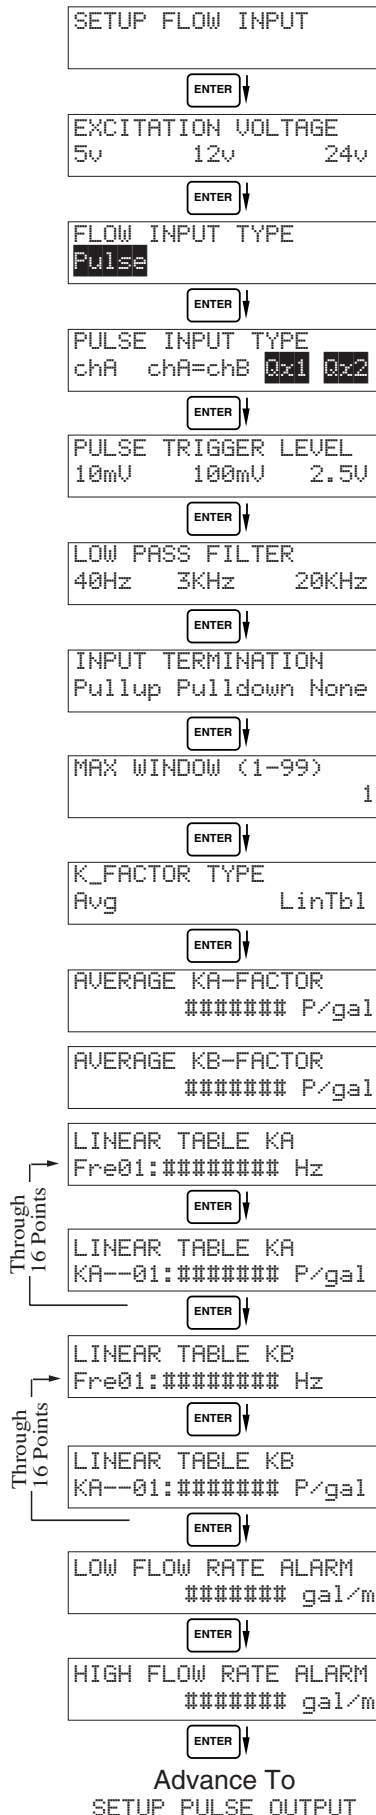 SETUP FLOW INPUT
ENTER
EXCITATION VOLTAGE
5v 12v 24v
ENTER
FLOW INPUT TYPE
Pulse
ENTER
PULSE INPUT TYPE
chA chA=chB Qx1 Qx2
ENTER
PULSE TRIGGER LEVEL
10mV 100mV 2.5V
ENTER
LOW PASS FILTER
40Hz 3KHz 20KHz
ENTER
INPUT TERMINATION
Pullup Pulldown None
ENTER
MAX WINDOW (1-99)
1
ENTER
K_FACTOR TYPE
Avg LinTbl
ENTER
AVERAGE KA-FACTOR
####### P/gal
AVERAGE KB-FACTOR
####### P/gal
LINEAR TABLE KA
Fre01:######## Hz
ENTER
Through
16 Points
LINEAR TABLE KA
KA--01:####### P/gal
ENTER
LINEAR TABLE KB
Fre01:######## Hz
ENTER
Through
16 Points
LINEAR TABLE KB
KA--01:####### P/gal
ENTER
LOW FLOW RATE ALARM
####### gal/m
ENTER
HIGH FLOW RATE ALARM
####### gal/m
ENTER
Advance To
SETUP PULSE OUTPUT